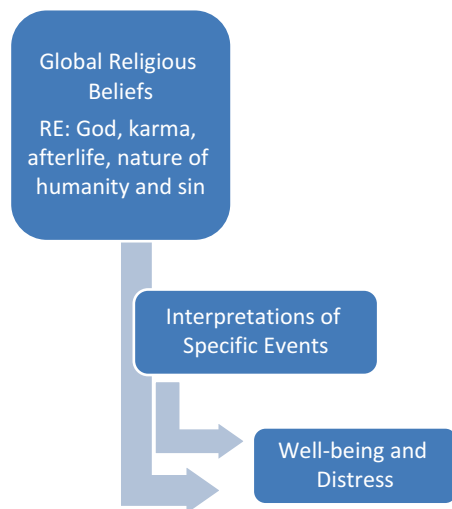 Global Religious
Beliefs
RE: God, karma,
afterlife, nature of
humanity and sin
Interpretations of
Specific Events
Well-being and
Distress